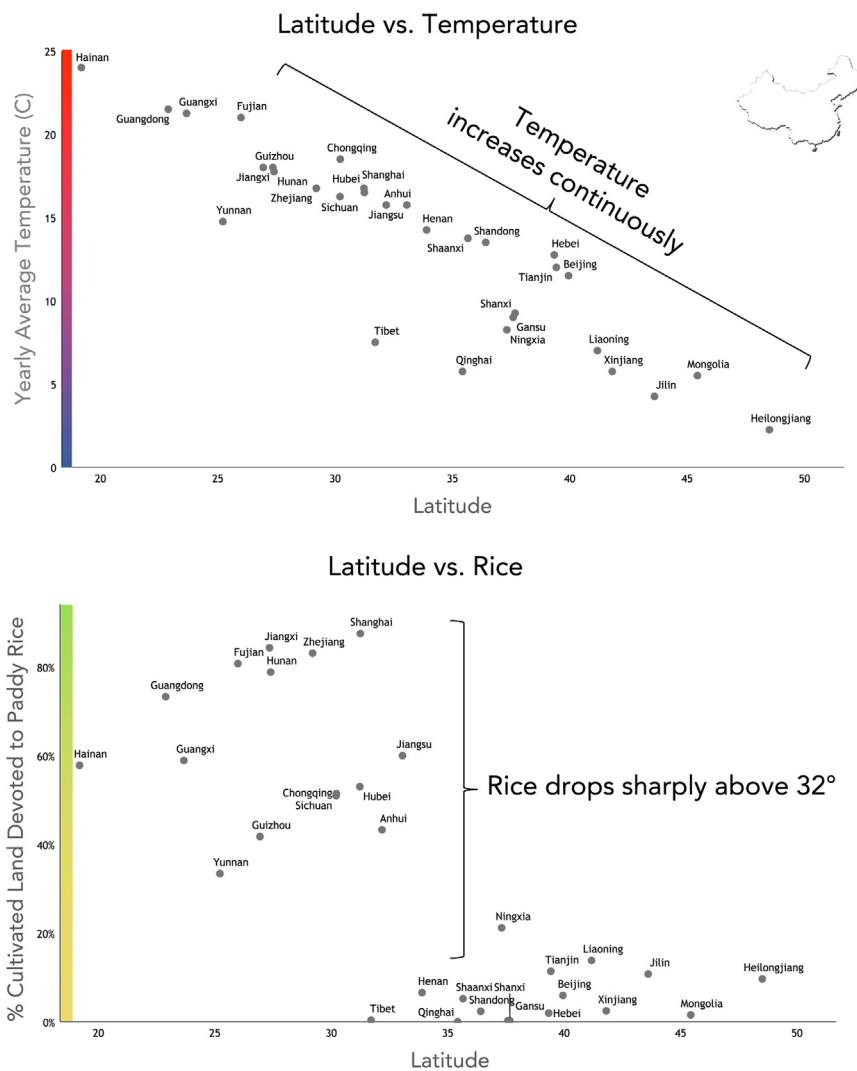 Latitude vs. Temperature
Yearly Average Temperature (C)
25
20
15
10
5
0
Hainan
Guangdong
Guangxi
Fujian
Chongqing
Guizhou
Jiangxi
Hunan
Hubei
Shanghai
Zhejiang
Sichuan
Anhui
Jiangsu
Yunnan
Henan
Shandong
Shaanxi
Hebei
Beijing
Tianjin
Shanxi
Gansu
Ningxia
Tibet
Qinghai
Liaoning
Xinjiang
Mongolia
Jilin
Heilongjiang
Temperature
increases continuously
20 25 30 35 40 45 50
Latitude
Latitude vs. Rice
% Cultivated Land Devoted to Paddy Rice
80%
60%
40%
20%
0%
Shanghai
Jiangxi
Zhejiang
Fujian
Hunan
Guangdong
Hainan
Guangxi
Jiangsu
Chongqing
Sichuan
Hubei
Guizhou
Anhui
Yunnan
Rice drops sharply above 32°
Ningxia
Tianjin
Liaoning
Jilin
Heilongjiang
Henan
Shaanxi
Shanxi
Shandong
Beijing
Tibet
Qinghai
Gansu
Hebei
Xinjiang
Mongolia
20 25 30 35 40 45 50
Latitude